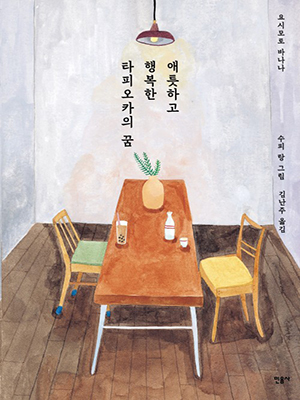 애틋하고
행복한
타피오카의 꿈
요시모토 바나나
수피 탕 그림
김난주 옮김
민음사